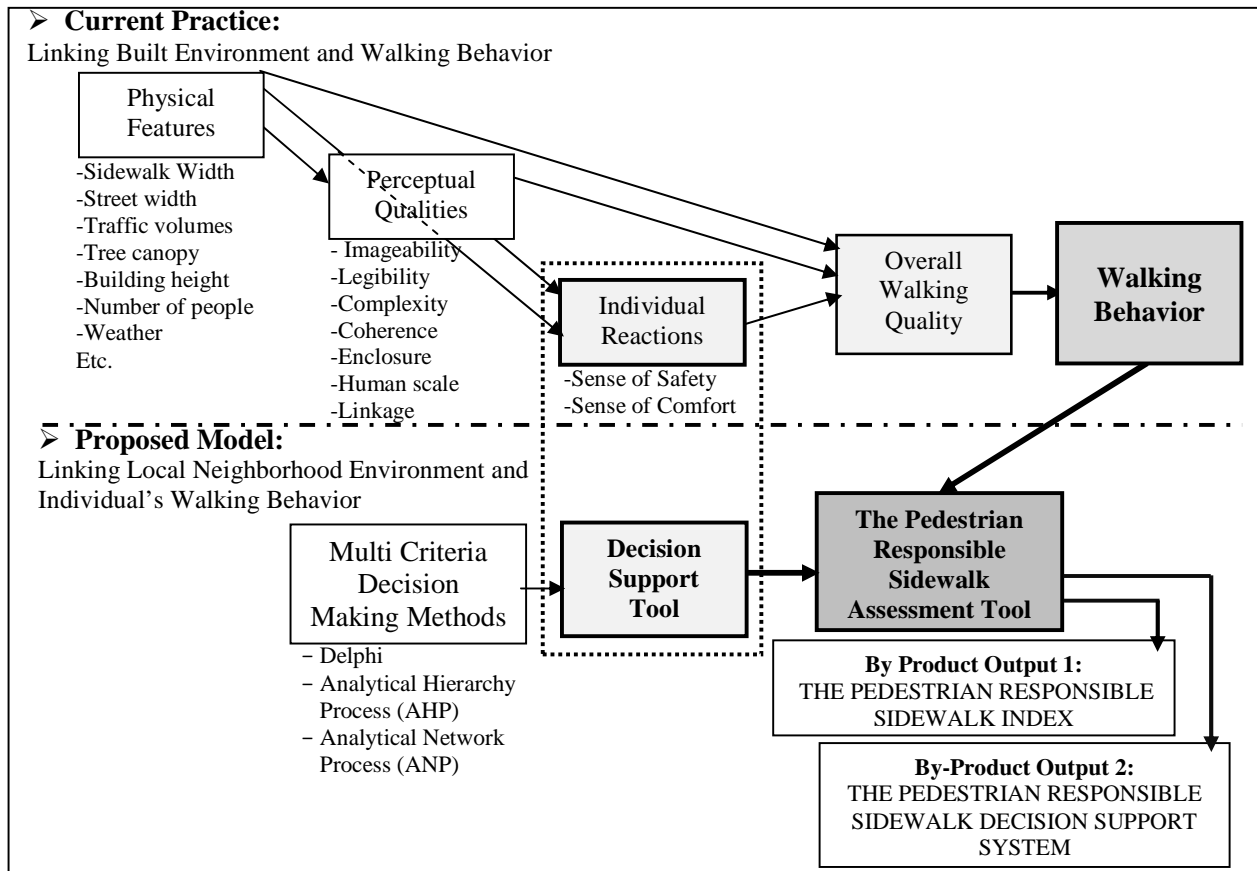 ➢ Current Practice:
Linking Built Environment and Walking Behavior
Physical
Features
-Sidewalk Width
-Street width
-Traffic volumes
-Tree canopy
-Building height
-Number of people
-Weather
Etc.
Perceptual
Qualities
- Imageability
- Legibility
- Complexity
- Coherence
- Enclosure
- Human scale
- Linkage
Individual
Reactions
-Sense of Safety
-Sense of Comfort
Overall
Walking
Quality
Walking
Behavior
➢ Proposed Model:
Linking Local Neighborhood Environment and
Individual’s Walking Behavior
Multi Criteria
Decision
Making Methods
− Delphi
− Analytical Hierarchy
Process (AHP)
− Analytical Network
Process (ANP)
Decision
Support
Tool
The Pedestrian
Responsible
Sidewalk
Assessment Tool
By Product Output 1:
THE PEDESTRIAN RESPONSIBLE
SIDEWALK INDEX
By-Product Output 2:
THE PEDESTRIAN RESPONSIBLE
SIDEWALK DECISION SUPPORT
SYSTEM